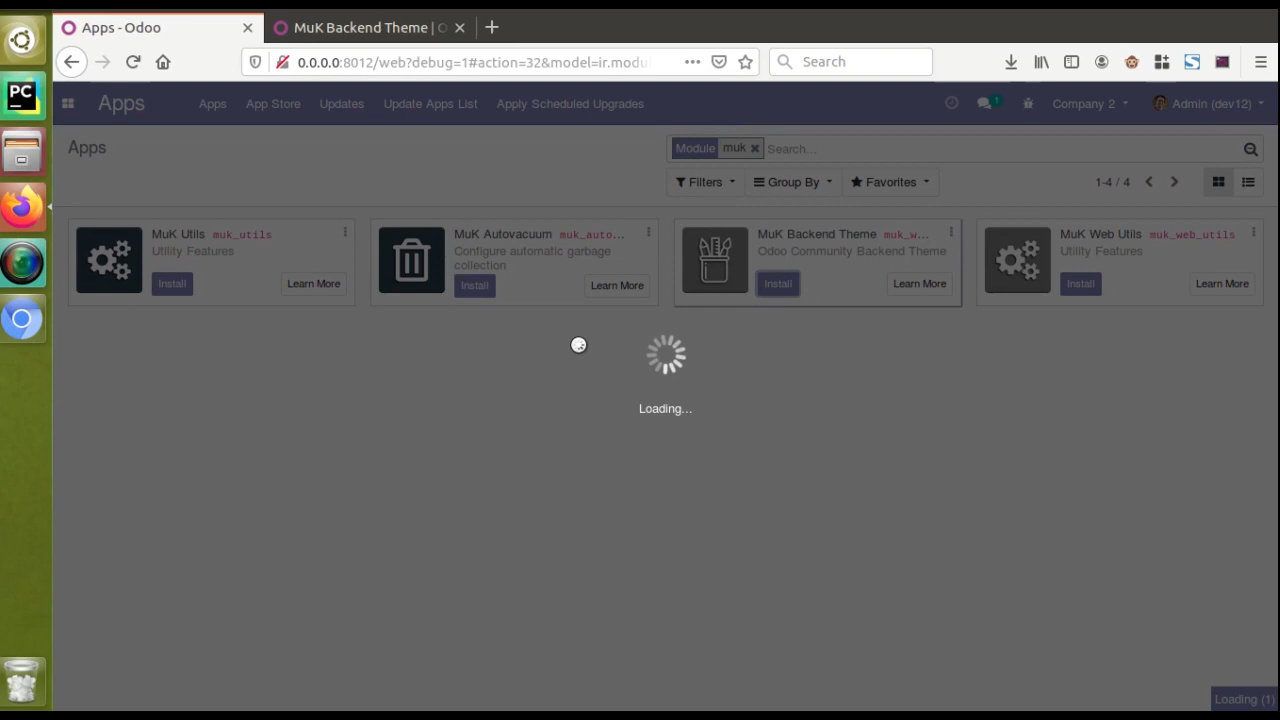 Apps - Odoo
MuK Backend Theme | O
0.0.0.0:8012/web?debug=1#action=32&model=ir.modu
Search
PC
Apps
Apps
App Store
Updates
Update Apps List
Apply Scheduled Upgrades
1
Company 2
Admin (dev12)
Apps
Module
muk
Search...
Filters
Group By
Favorites
1-4 / 4
MuK Utils muk_utils
Utility Features
Install
Learn More
MuK Autovacuum muk_auto...
Configure automatic garbage
collection
Install
Learn More
MuK Backend Theme muk_w...
Odoo Community Backend Theme
Install
Learn More
MuK Web Utils muk_web_utils
Utility Features
Install
Learn More
Loading...
Loading (1)